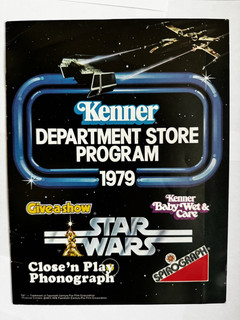 Kenner
DEPARTMENT STORE
PROGRAM
1979
Give-a-show
Kenner
Baby Wet &
Care
STAR
WARS
Close'n Play
Phonograph
SPIROGRAPH